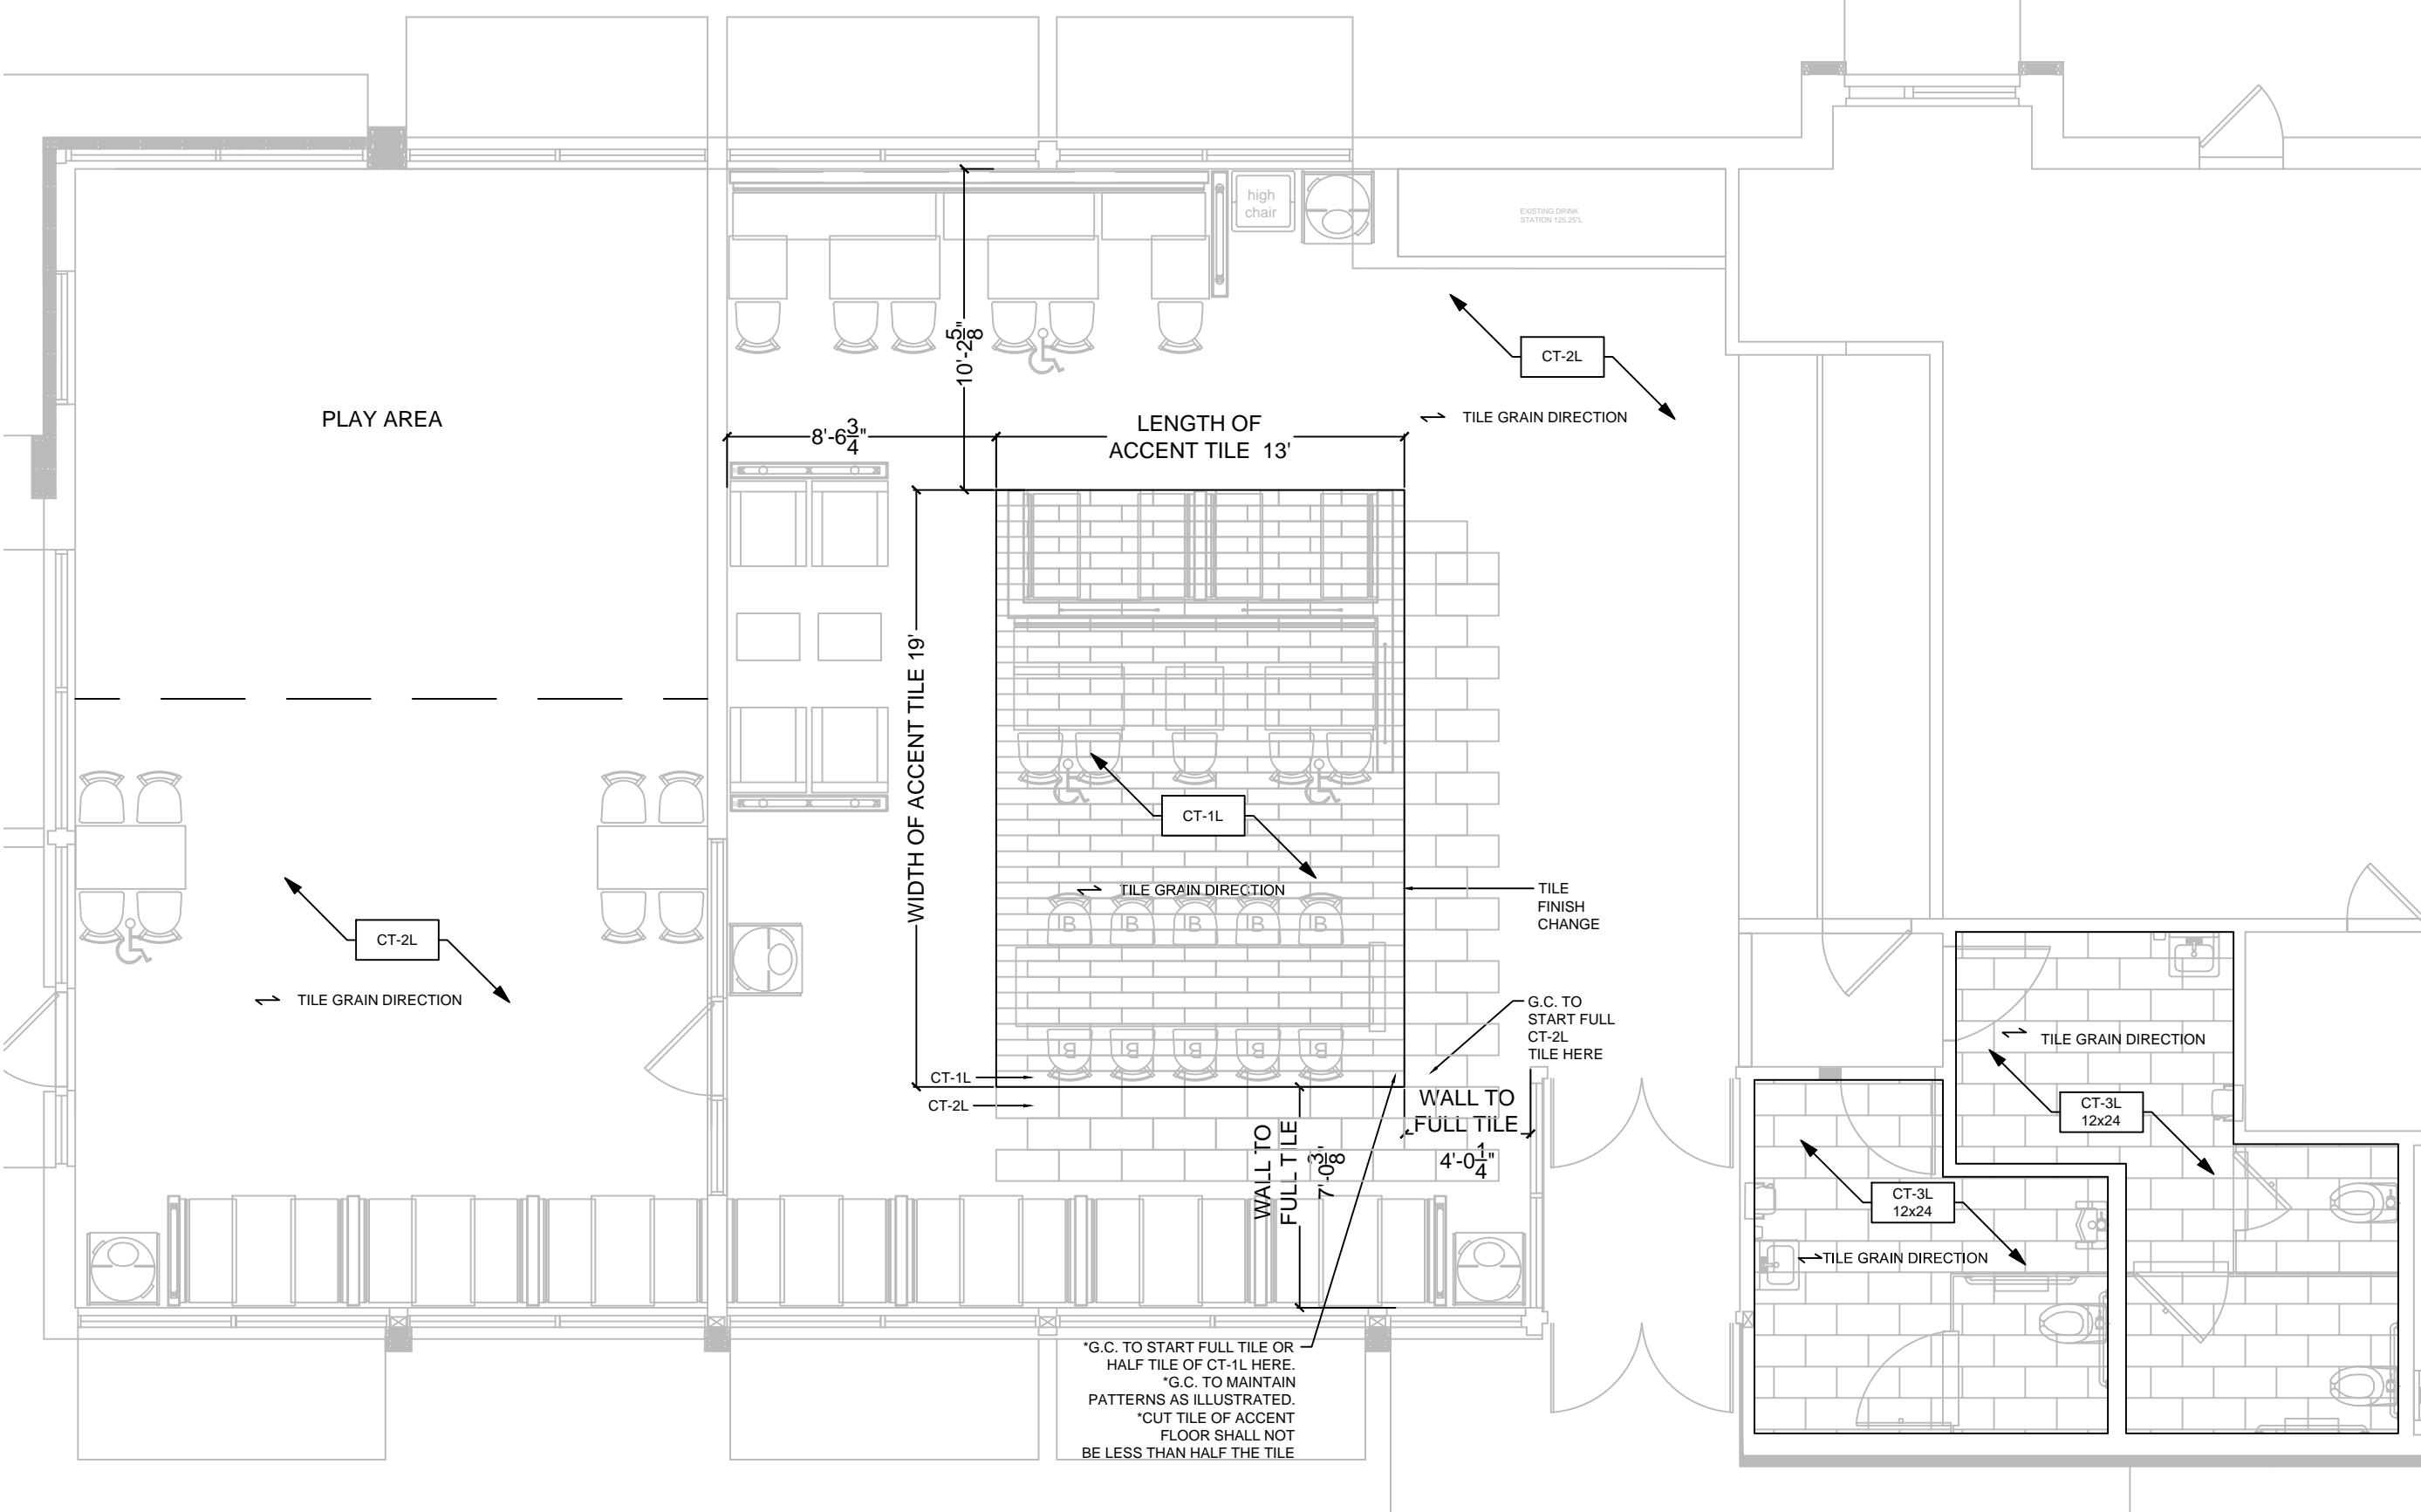 high
chair
EXISTING DRINK
STATION 125.25"L
CT-2L
10'-2 5/8"
PLAY AREA
8'-6 3/4"
LENGTH OF
ACCENT TILE 13'
TILE GRAIN DIRECTION
WIDTH OF ACCENT TILE 19'
CT-1L
TILE GRAIN DIRECTION
TILE
FINISH
CHANGE
B B B B B
CT-2L
TILE GRAIN DIRECTION
G.C. TO
START FULL
CT-2L
TILE HERE
B B B B B
CT-1L
CT-2L
WALL TO
FULL TILE
4'-0 1/4"
WALL TO
FULL TILE
7'-0 3/8"
TILE GRAIN DIRECTION
CT-3L
12x24
CT-3L
12x24
TILE GRAIN DIRECTION
*G.C. TO START FULL TILE OR
HALF TILE OF CT-1L HERE.
*G.C. TO MAINTAIN
PATTERNS AS ILLUSTRATED.
*CUT TILE OF ACCENT
FLOOR SHALL NOT
BE LESS THAN HALF THE TILE